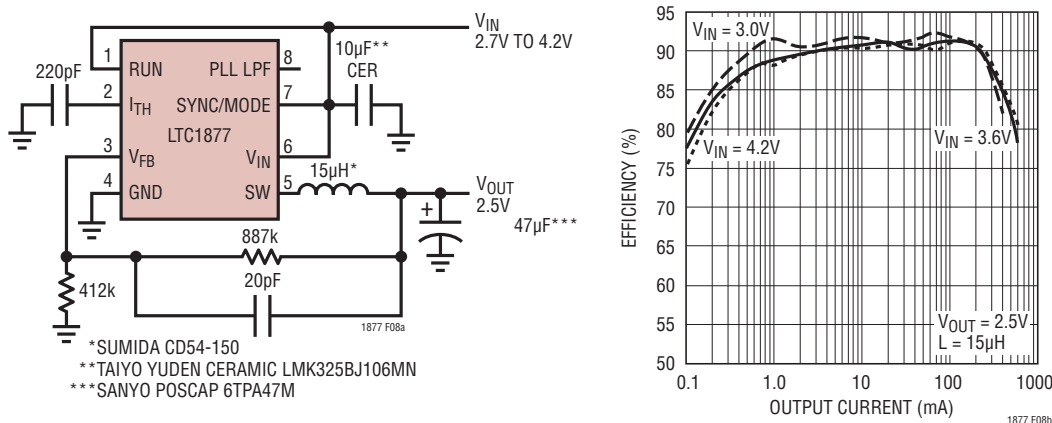 V_IN
2.7V TO 4.2V
10µF**
CER
1
RUN
PLL LPF
8
220pF
2
I_TH
SYNC/MODE
7
LTC1877
3
V_FB
V_IN
6
15µH*
4
GND
SW
5
V_OUT
2.5V
+
47µF***
887k
20pF
412k
1877 F08a
*SUMIDA CD54-150
**TAIYO YUDEN CERAMIC LMK325BJ106MN
***SANYO POSCAP 6TPA47M
EFFICIENCY (%)
95
90
85
80
75
70
65
60
55
50
V_IN = 3.0V
V_IN = 4.2V
V_IN = 3.6V
V_OUT = 2.5V
L = 15µH
0.1
1.0
10
100
1000
OUTPUT CURRENT (mA)
1877 F08b